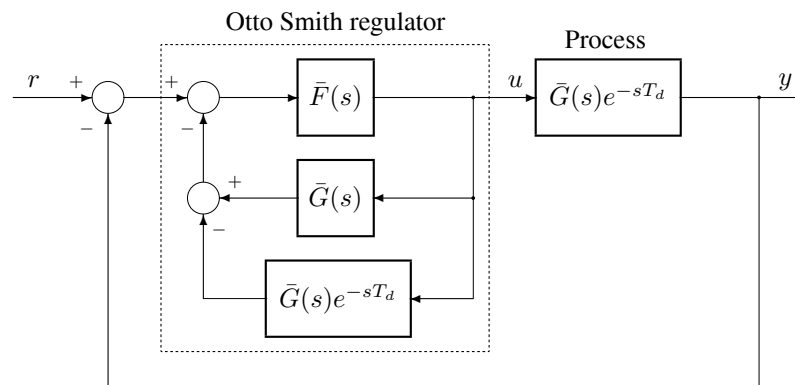 Otto Smith regulator
Process
r
+
−
+
−
F̄(s)
u
Ḡ(s)e^{−sT_d}
y
+
−
Ḡ(s)
Ḡ(s)e^{−sT_d}